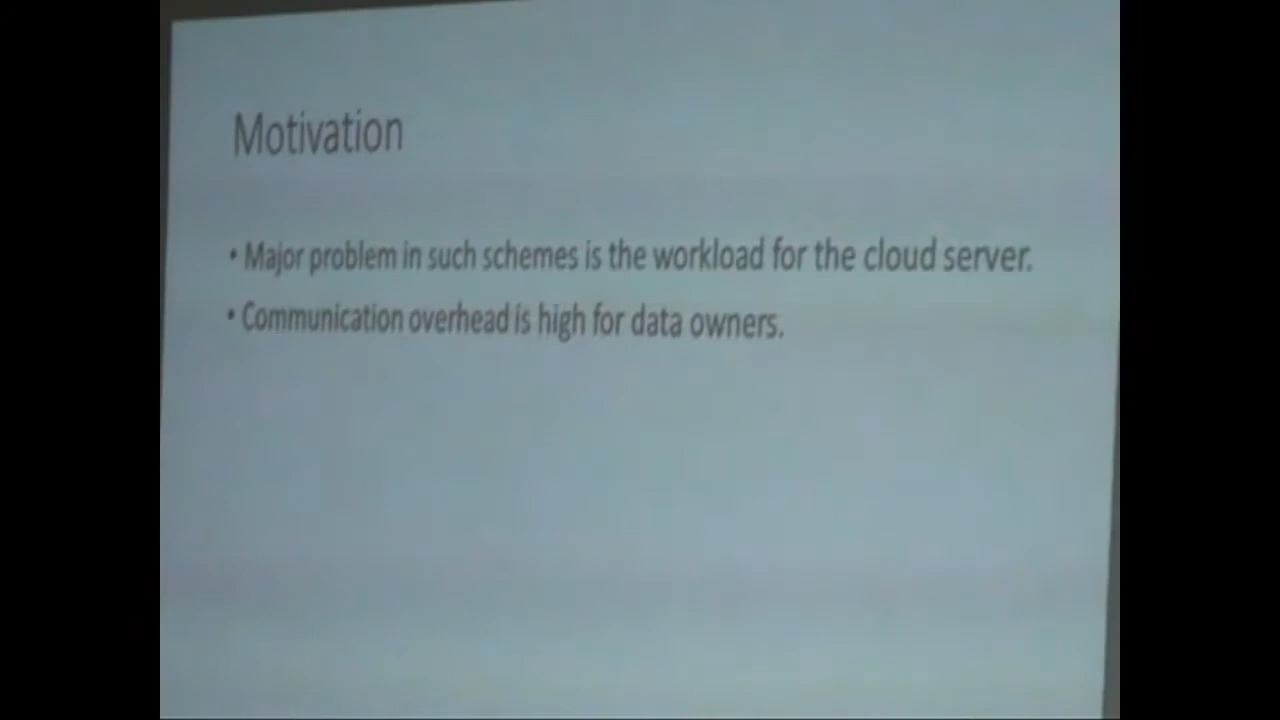 Motivation
• Major problem in such schemes is the workload for the cloud server.
• Communication overhead is high for data owners.